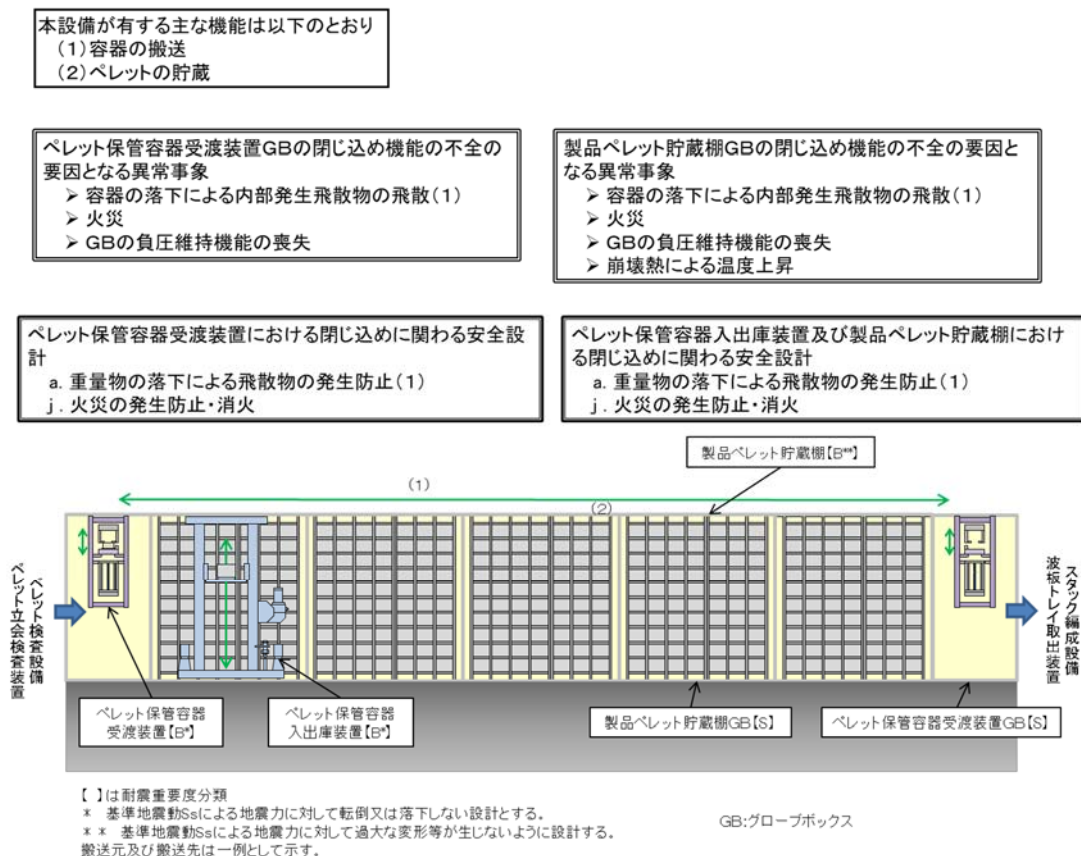 本設備が有する主な機能は以下のとおり
(1)容器の搬送
(2)ペレットの貯蔵
ペレット保管容器受渡装置GBの閉じ込め機能の不全の
要因となる異常事象
➢ 容器の落下による内部発生飛散物の飛散(1)
➢ 火災
➢ GBの負圧維持機能の喪失
製品ペレット貯蔵棚GBの閉じ込め機能の不全の要因と
なる異常事象
➢ 容器の落下による内部発生飛散物の飛散(1)
➢ 火災
➢ GBの負圧維持機能の喪失
➢ 崩壊熱による温度上昇
ペレット保管容器受渡装置における閉じ込めに関わる安全設
計
a. 重量物の落下による飛散物の発生防止(1)
j. 火災の発生防止・消火
ペレット保管容器入出庫装置及び製品ペレット貯蔵棚におけ
る閉じ込めに関わる安全設計
a. 重量物の落下による飛散物の発生防止(1)
j. 火災の発生防止・消火
製品ペレット貯蔵棚【B**】
(1)
(2)
ペレット検査設備
ペレット立会検査装置
スタック編成設備
波板トレイ取出装置
ペレット保管容器
受渡装置【B*】
ペレット保管容器
入出庫装置【B*】
製品ペレット貯蔵棚GB【S】
ペレット保管容器受渡装置GB【S】
【 】は耐震重要度分類
* 基準地震動Ssによる地震力に対して転倒又は落下しない設計とする。
** 基準地震動Ssによる地震力に対して過大な変形等が生じないように設計する。
搬送元及び搬送先は一例として示す。
GB:グローブボックス